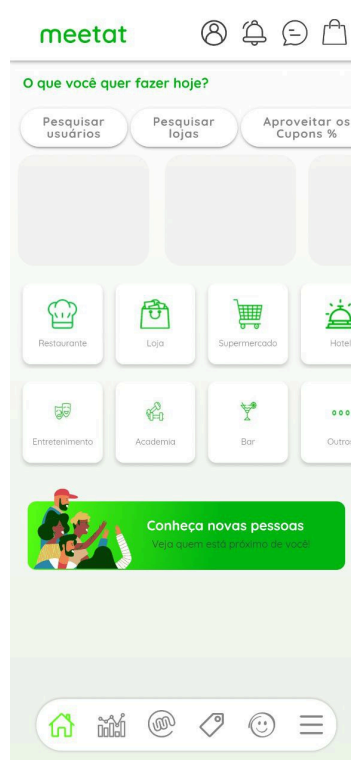 meetat
O que você quer fazer hoje?
Pesquisar
usuários
Pesquisar
lojas
Aproveitar os
Cupons %
Restaurante
Loja
Supermercado
Hotel
Entretenimento
Academia
Bar
Outros
Conheça novas pessoas
Veja quem está próximo de você!